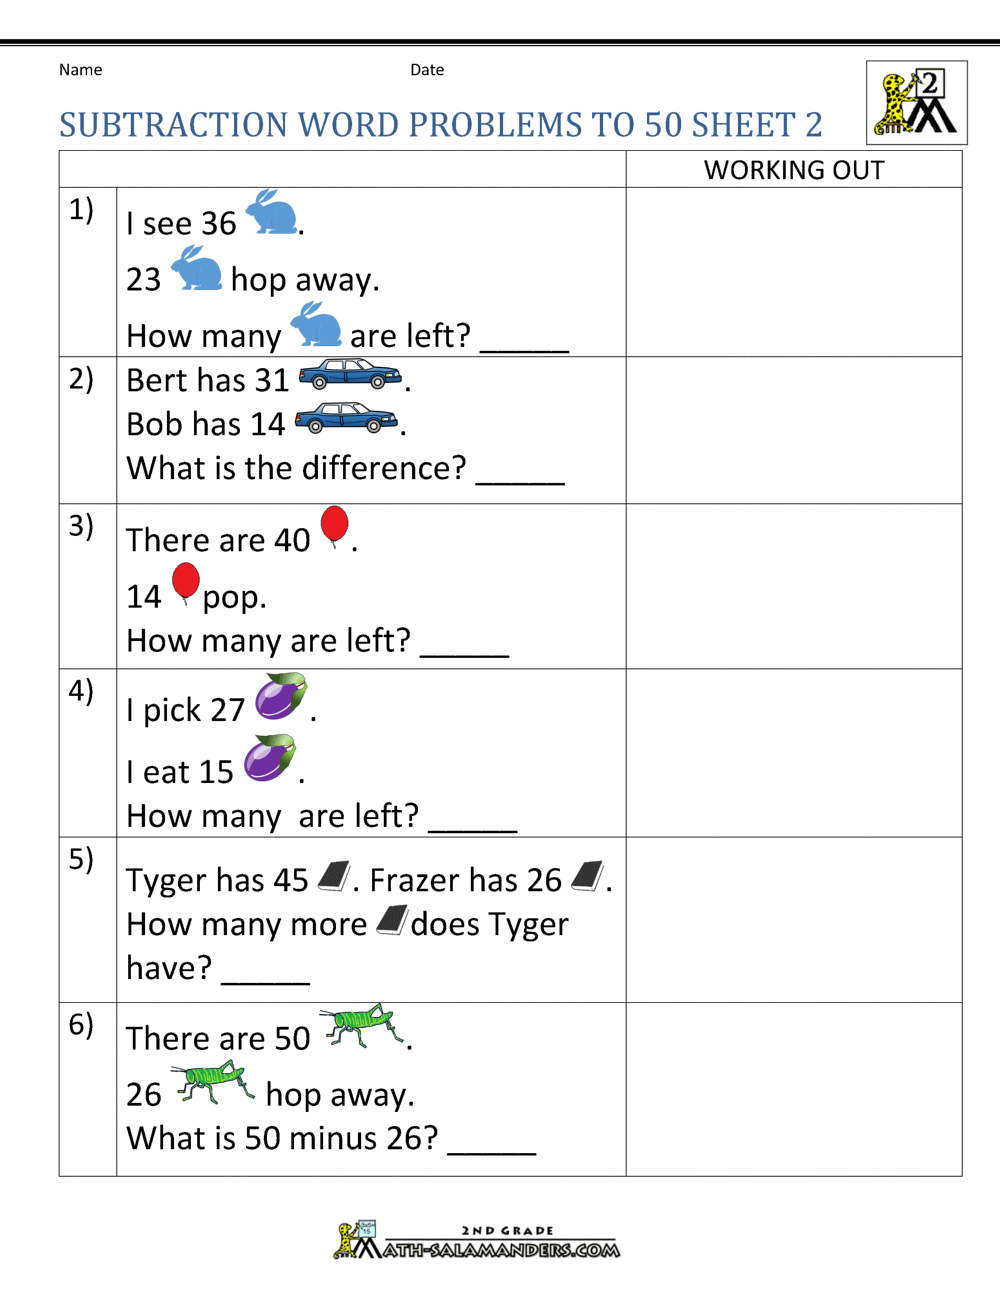 Name Date
2
SUBTRACTION WORD PROBLEMS TO 50 SHEET 2
WORKING OUT
1) I see 36 .
23 hop away.
How many are left? _____
2) Bert has 31 .
Bob has 14 .
What is the difference? _____
3) There are 40 .
14 pop.
How many are left? _____
4) I pick 27 .
I eat 15 .
How many are left? _____
5) Tyger has 45 . Frazer has 26 .
How many more does Tyger
have? _____
6) There are 50 .
26 hop away.
What is 50 minus 26? _____
2ND GRADE
MATH-SALAMANDERS.COM